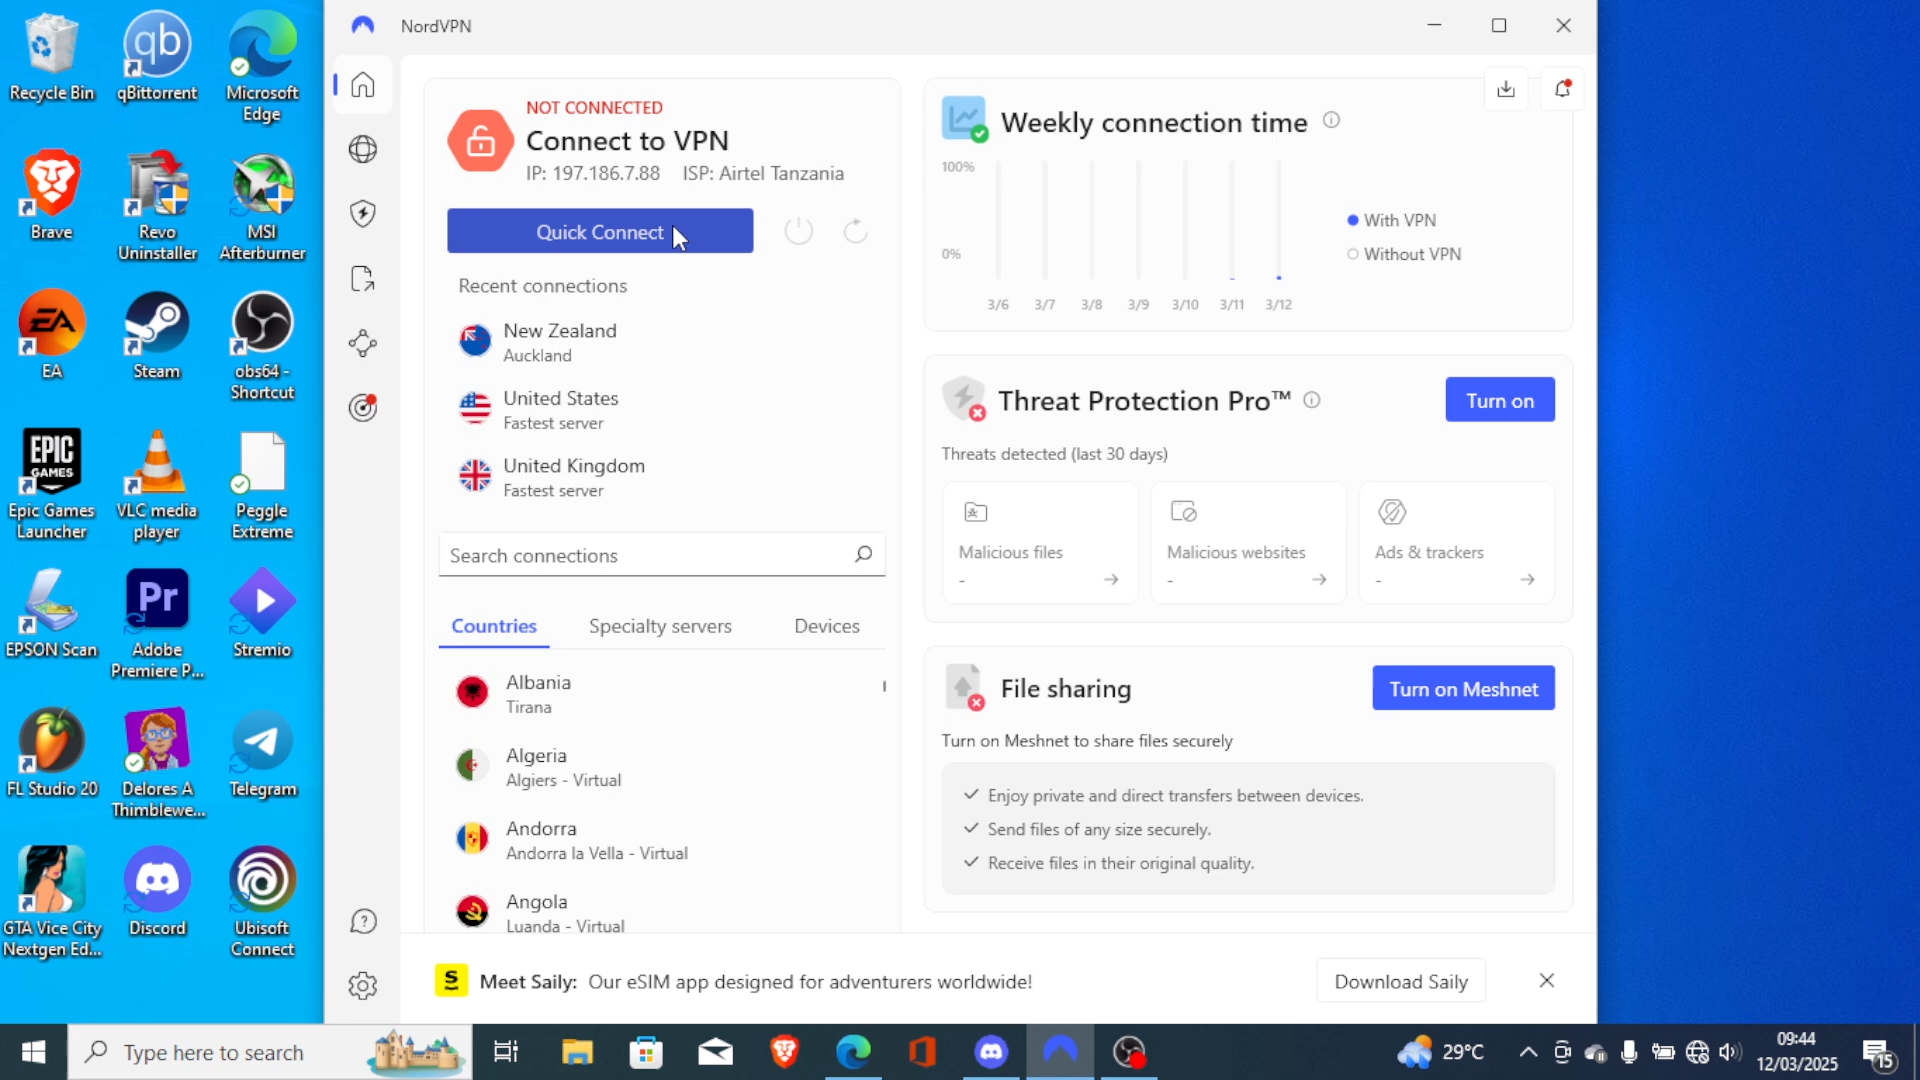 Recycle Bin
qBittorrent
Microsoft
Edge
Brave
Revo
Uninstaller
MSI
Afterburner
EA
Steam
obs64 -
Shortcut
EPIC
GAMES
Epic Games
Launcher
VLC media
player
Peggle
Extreme
EPSON Scan
Pr
Adobe
Premiere P...
Stremio
FL Studio 20
Delores A
Thimblewe...
Telegram
GTA Vice City
Nextgen Ed...
Discord
Ubisoft
Connect
NordVPN
NOT CONNECTED
Connect to VPN
IP: 197.186.7.88 ISP: Airtel Tanzania
Quick Connect
Recent connections
New Zealand
Auckland
United States
Fastest server
United Kingdom
Fastest server
Search connections
Countries Specialty servers Devices
Albania
Tirana
Algeria
Algiers - Virtual
Andorra
Andorra la Vella - Virtual
Angola
Luanda - Virtual
Weekly connection time
100%
0%
3/6 3/7 3/8 3/9 3/10 3/11 3/12
With VPN
Without VPN
Threat Protection Pro™
Turn on
Threats detected (last 30 days)
Malicious files
-
Malicious websites
-
Ads & trackers
-
File sharing
Turn on Meshnet
Turn on Meshnet to share files securely
Enjoy private and direct transfers between devices.
Send files of any size securely.
Receive files in their original quality.
Meet Saily: Our eSIM app designed for adventurers worldwide!
Download Saily
Type here to search
29°C
09:44
12/03/2025
15